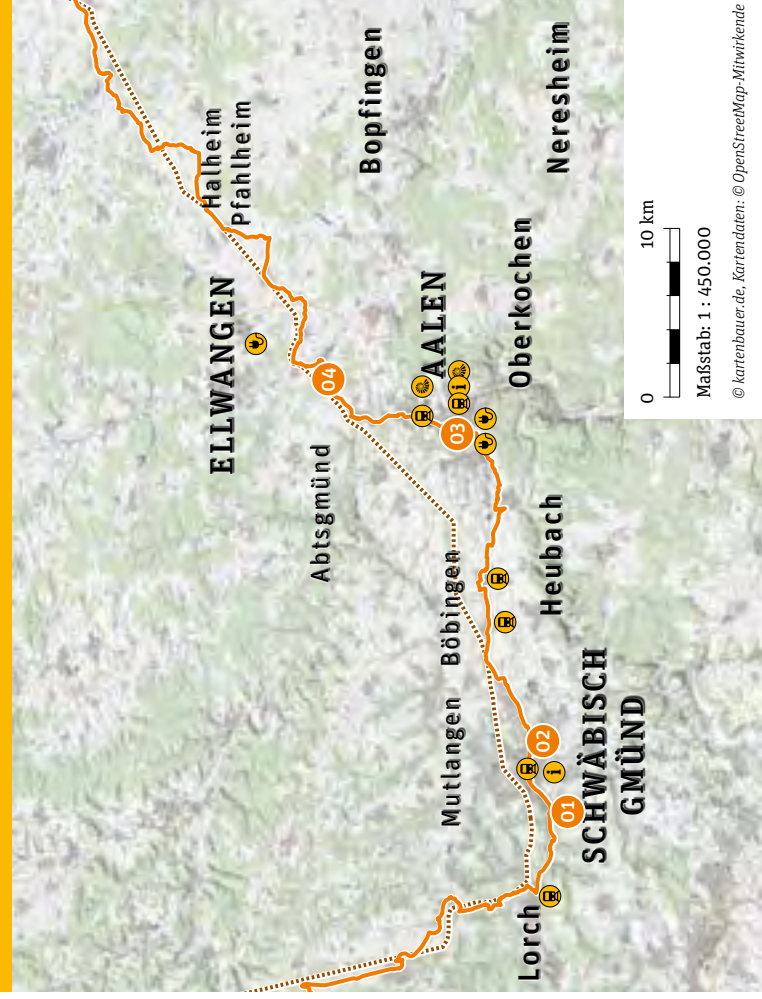 Halheim
Pfahlheim
Bopfingen
Neresheim
ELLWANGEN
AALEN
Oberkochen
04
03
i
Abtsgmünd
Böbingen
Heubach
Mutlangen
SCHWÄBISCH
GMÜND
02
i
01
Lorch
0 10 km
Maßstab: 1 : 450.000
© kartenbauer.de, Kartendaten: © OpenStreetMap-Mitwirkende